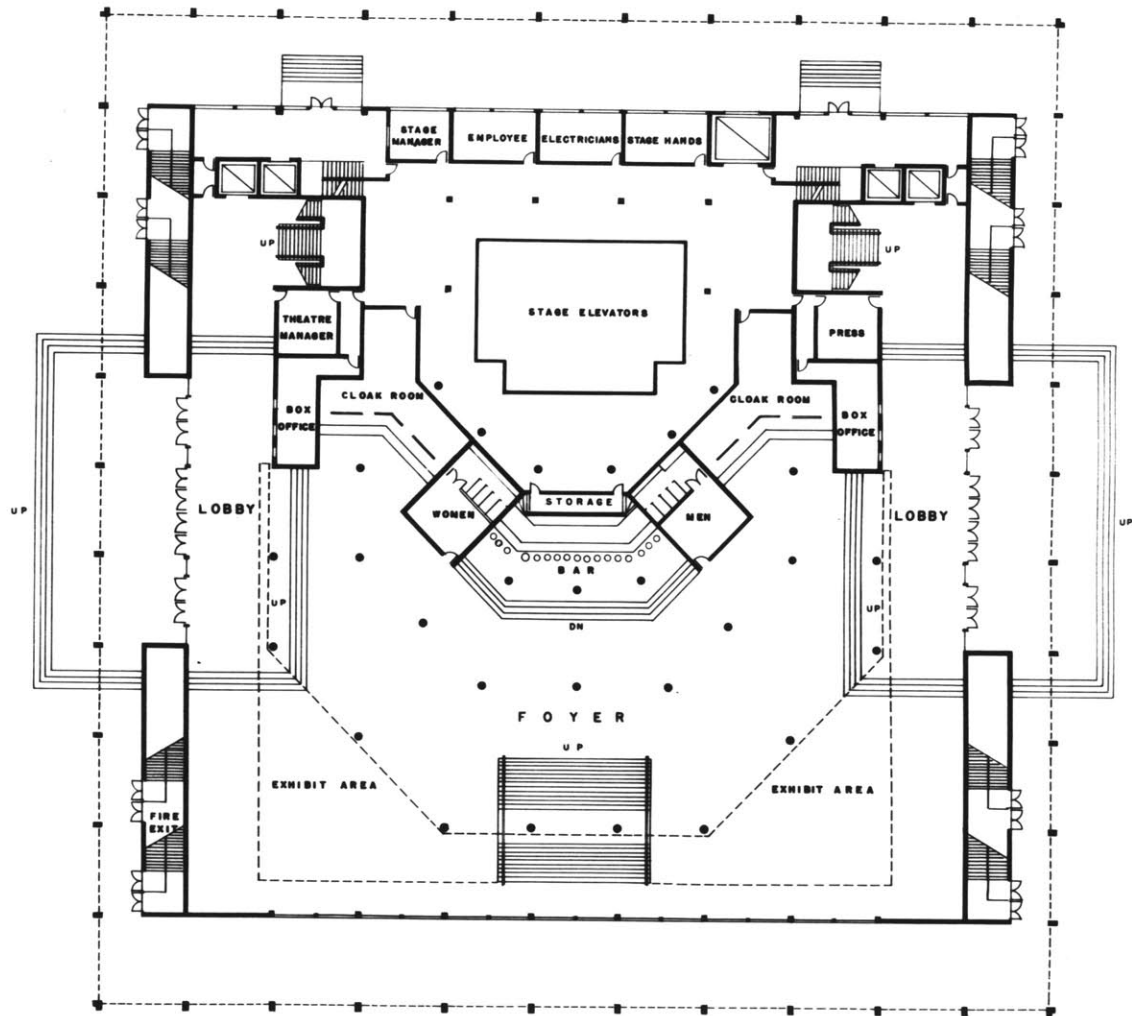 STAGE
MANAGER
EMPLOYEE
ELECTRICIANS
STAGE HANDS
UP
UP
THEATRE
MANAGER
STAGE ELEVATORS
PRESS
CLOAK ROOM
CLOAK ROOM
BOX
OFFICE
BOX
OFFICE
UP
LOBBY
WOMEN
STORAGE
MEN
LOBBY
UP
BAR
UP
UP
DN
FOYER
UP
EXHIBIT AREA
EXHIBIT AREA
FIRE
EXIT